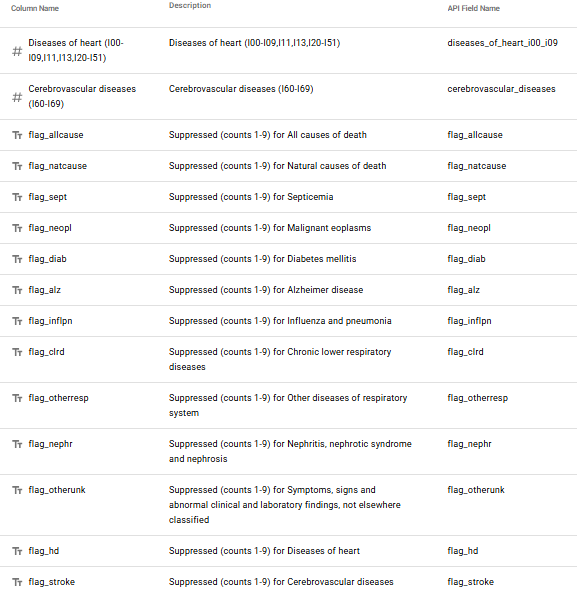 Column Name Description API Field Name
Diseases of heart (I00- Diseases of heart (I00-I09,I11,I13,I20-I51) diseases_of_heart_i00_i09
I09,I11,I13,I20-I51)
Cerebrovascular diseases Cerebrovascular diseases (I60-I69) cerebrovascular_diseases
(I60-I69)
flag_allcause Suppressed (counts 1-9) for All causes of death flag_allcause
flag_natcause Suppressed (counts 1-9) for Natural causes of death flag_natcause
flag_sept Suppressed (counts 1-9) for Septicemia flag_sept
flag_neopl Suppressed (counts 1-9) for Malignant eoplasms flag_neopl
flag_diab Suppressed (counts 1-9) for Diabetes mellitis flag_diab
flag_alz Suppressed (counts 1-9) for Alzheimer disease flag_alz
flag_inflpn Suppressed (counts 1-9) for Influenza and pneumonia flag_inflpn
flag_clrd Suppressed (counts 1-9) for Chronic lower respiratory flag_clrd
diseases
flag_otherresp Suppressed (counts 1-9) for Other diseases of respiratory flag_otherresp
system
flag_nephr Suppressed (counts 1-9) for Nephritis, nephrotic syndrome flag_nephr
and nephrosis
flag_otherunk Suppressed (counts 1-9) for Symptoms, signs and flag_otherunk
abnormal clinical and laboratory findings, not elsewhere
classified
flag_hd Suppressed (counts 1-9) for Diseases of heart flag_hd
flag_stroke Suppressed (counts 1-9) for Cerebrovascular diseases flag_stroke